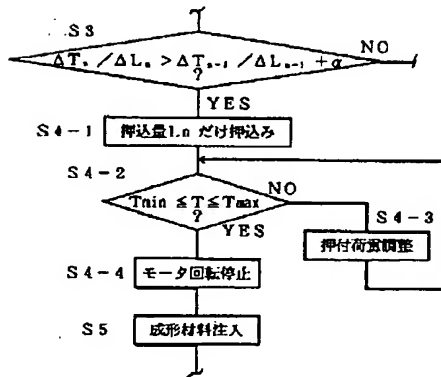 S3
NO
ΔTn /ΔLn > ΔTn-1 /ΔLn-1 + α
?
YES
S4-1
押込量Lnだけ押込み
S4-2
NO
Tmin ≦ T ≦ Tmax
?
YES
S4-3
押付荷重調整
S4-4
モータ回転停止
S5
成形材料注入